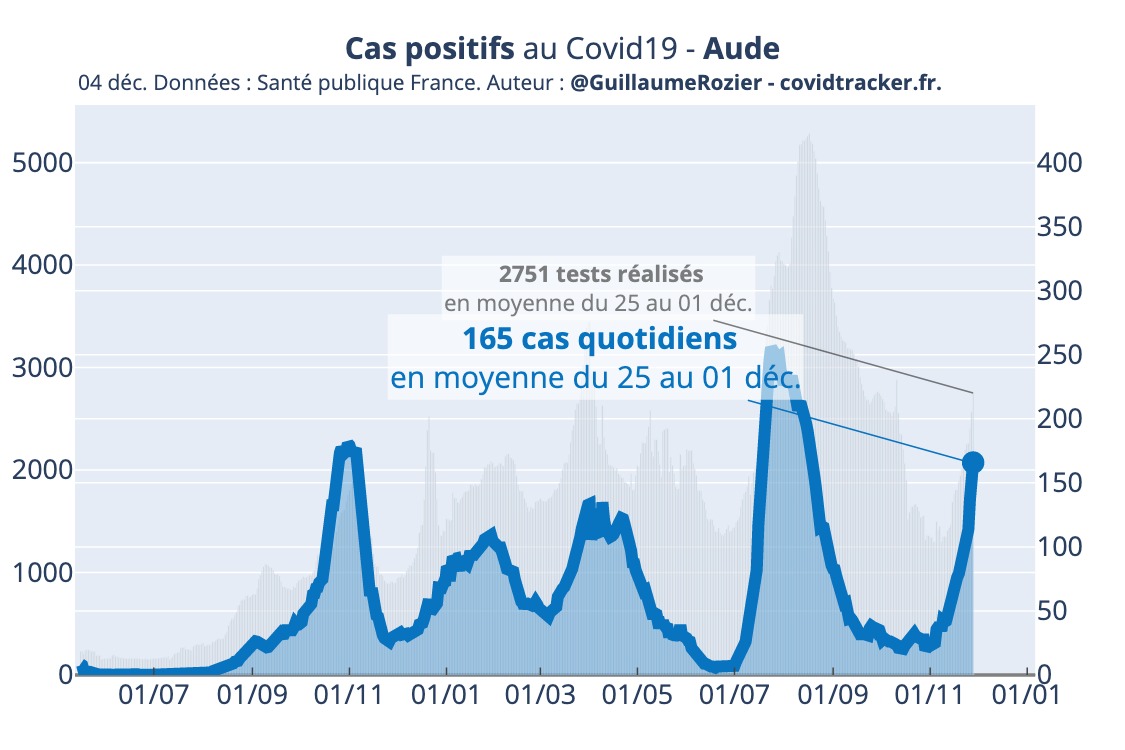 Cas positifs au Covid19 - Aude
04 déc. Données : Santé publique France. Auteur : @GuillaumeRozier - covidtracker.fr.
5000
4000
3000
2000
1000
0
400
350
300
250
200
150
100
50
0
2751 tests réalisés
en moyenne du 25 au 01 déc.
165 cas quotidiens
en moyenne du 25 au 01 déc.
01/07 01/09 01/11 01/01 01/03 01/05 01/07 01/09 01/11 01/01